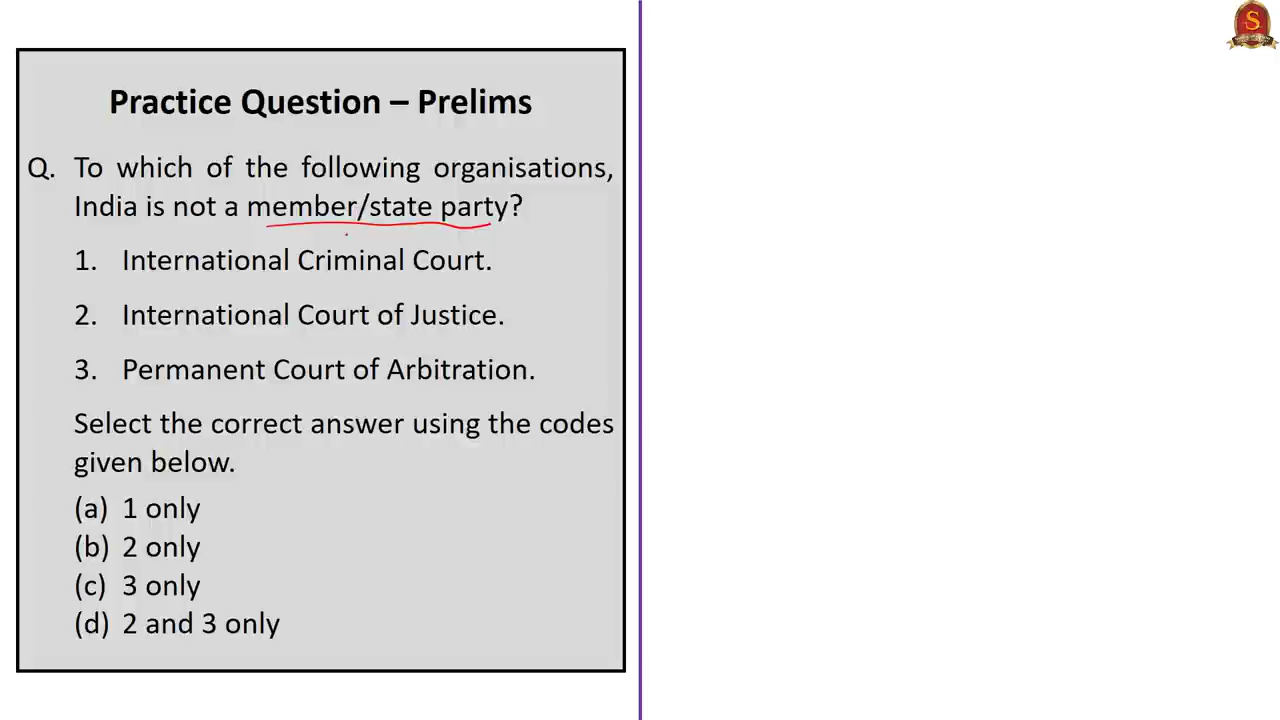 Practice Question – Prelims
Q. To which of the following organisations,
India is not a member/state party?
1. International Criminal Court.
2. International Court of Justice.
3. Permanent Court of Arbitration.
Select the correct answer using the codes
given below.
(a) 1 only
(b) 2 only
(c) 3 only
(d) 2 and 3 only
S